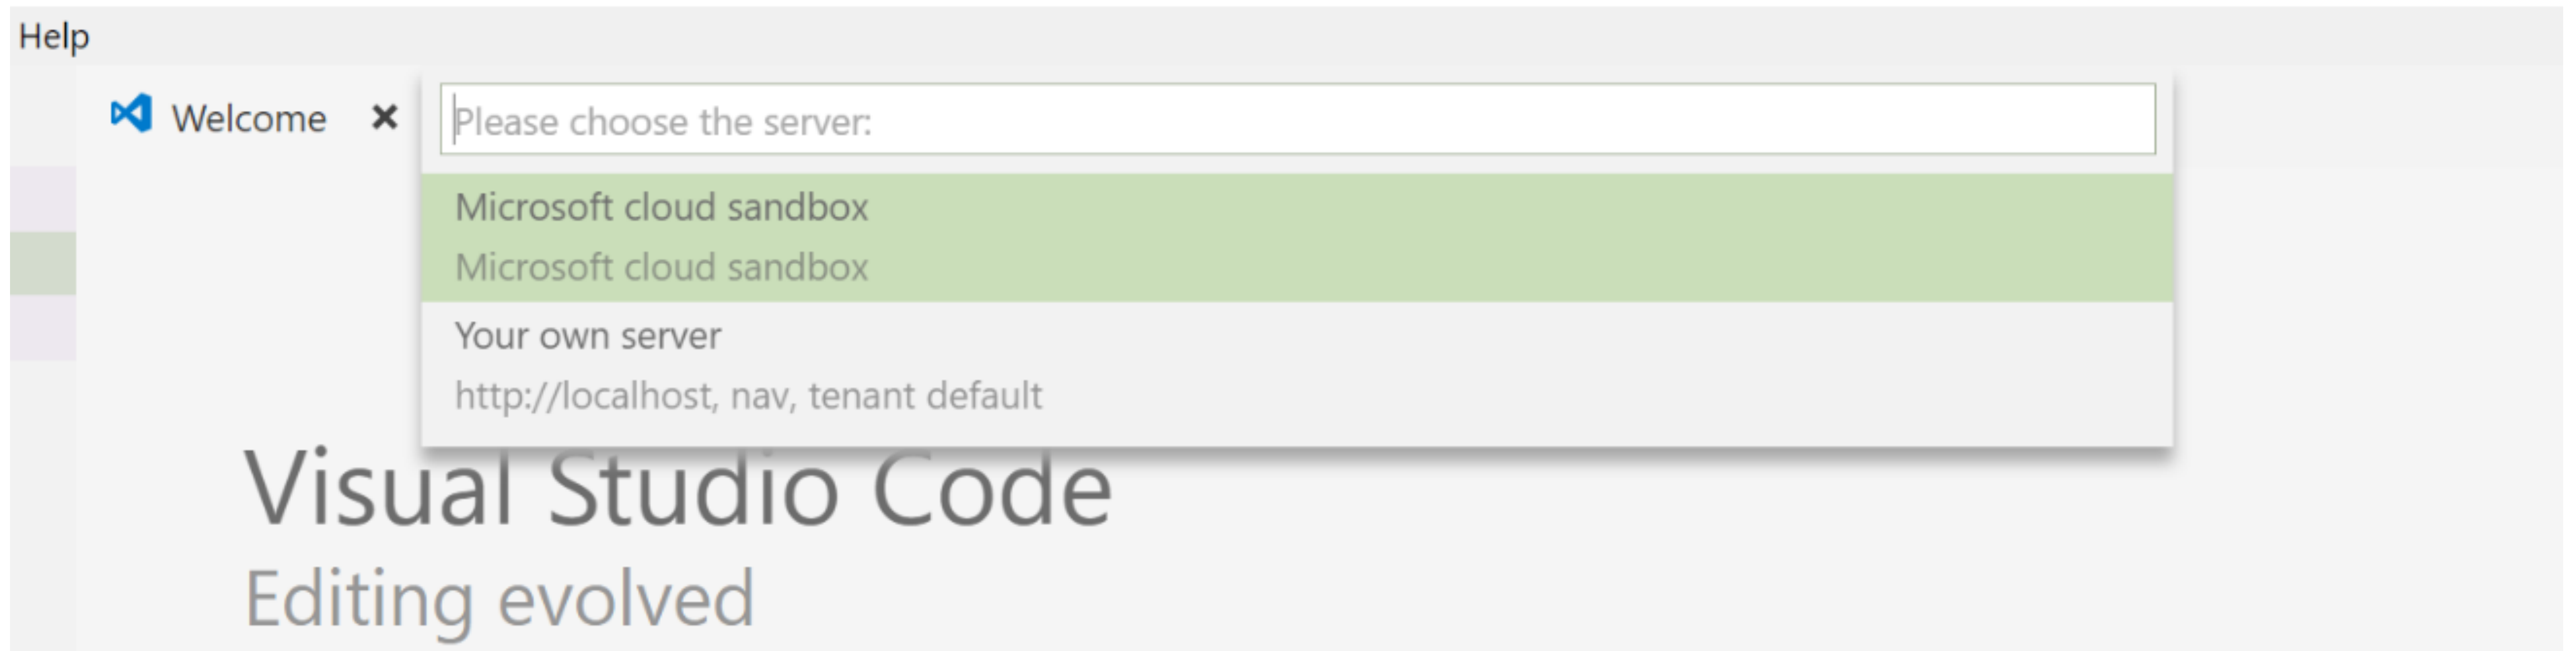 Help
Welcome
Please choose the server:
Microsoft cloud sandbox
Microsoft cloud sandbox
Your own server
http://localhost, nav, tenant default
Visual Studio Code
Editing evolved